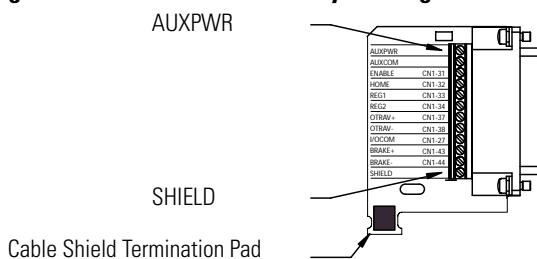 AUXPWR
AUXPWR
AUXCOM
ENABLE CN1-31
HOME CN1-32
REG1 CN1-33
REG2 CN1-34
OTRAV+ CN1-37
OTRAV- CN1-38
I/OCOM CN1-27
BRAKE+ CN1-43
BRAKE- CN1-44
SHIELD
SHIELD
Cable Shield Termination Pad